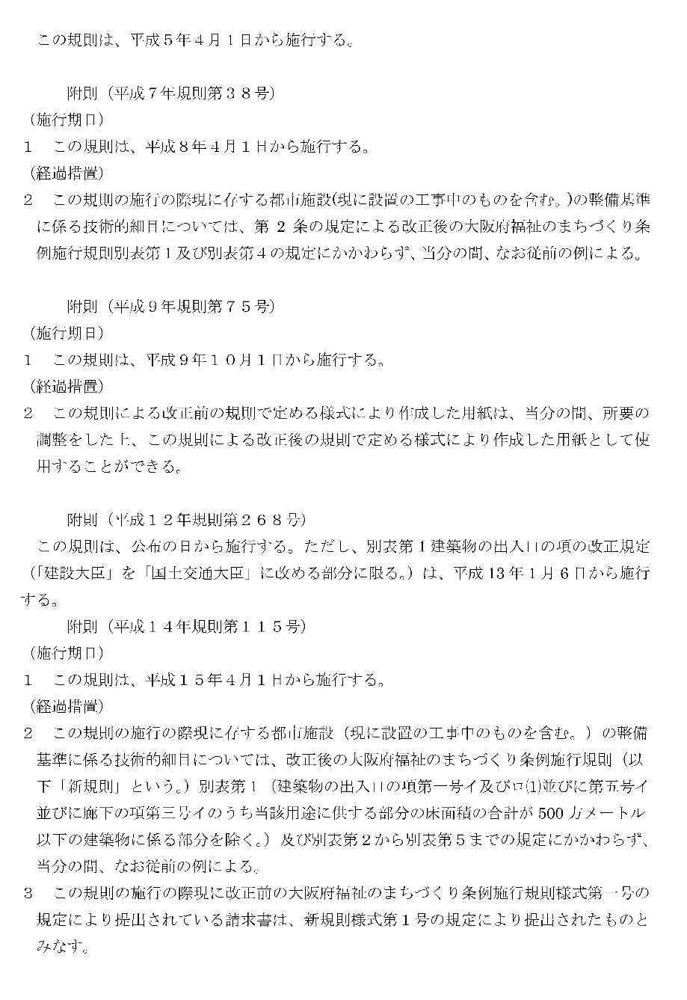 この規則は、平成５年４月１日から施行する。
附則（平成７年規則第３８号）
（施行期日）
１　この規則は、平成８年４月１日から施行する。
（経過措置）
２　この規則の施行の際現に存する都市施設(現に設置の工事中のものを含む。)の整備基準
に係る技術的細目については、第 2 条の規定による改正後の大阪府福祉のまちづくり条
例施行規則別表第１及び別表第４の規定にかかわらず、当分の間、なお従前の例による。
附則（平成９年規則第７５号）
（施行期日）
１　この規則は、平成９年１０月１日から施行する。
（経過措置）
２　この規則による改正前の規則で定める様式により作成した用紙は、当分の間、所要の
調整をした上、この規則による改正後の規則で定める様式により作成した用紙として使
用することができる。
附則（平成１２年規則第２６８号）
この規則は、公布の日から施行する。ただし、別表第１建築物の出入口の項の改正規定
（「建設大臣」を「国土交通大臣」に改める部分に限る。）は、平成 13 年１月６日から施行
する。
附則（平成１４年規則第１１５号）
（施行期日）
１　この規則は、平成１５年４月１日から施行する。
（経過措置）
２　この規則の施行の際現に存する都市施設（現に設置の工事中のものを含む。）の整備
基準に係る技術的細目については、改正後の大阪府福祉のまちづくり条例施行規則（以
下「新規則」という。）別表第１（建築物の出入口の項第一号イ及びロ⑴並びに第五号イ
並びに廊下の項第三号イのうち当該用途に供する部分の床面積の合計が 500 方メートル
以下の建築物に係る部分を除く。）及び別表第２から別表第５までの規定にかかわらず、
当分の間、なお従前の例による。
３　この規則の施行の際現に改正前の大阪府福祉のまちづくり条例施行規則様式第一号の
規定により提出されている請求書は、新規則様式第１号の規定により提出されたものと
みなす。